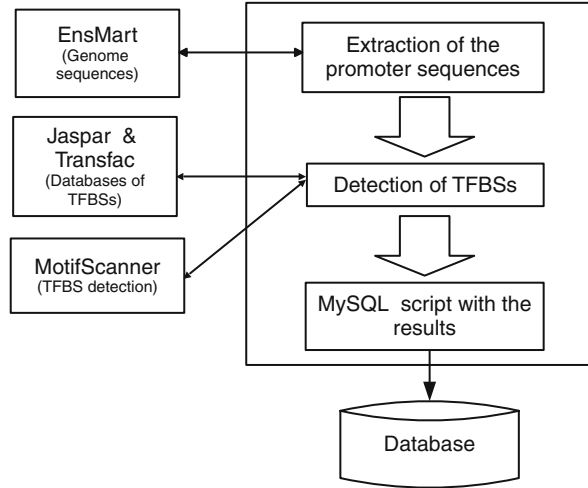 EnsMart
(Genome
sequences)
Extraction of the
promoter sequences
Jaspar & 
Transfac
(Databases of
TFBSs)
Detection of TFBSs
MotifScanner
(TFBS detection)
MySQL script with the
results
Database